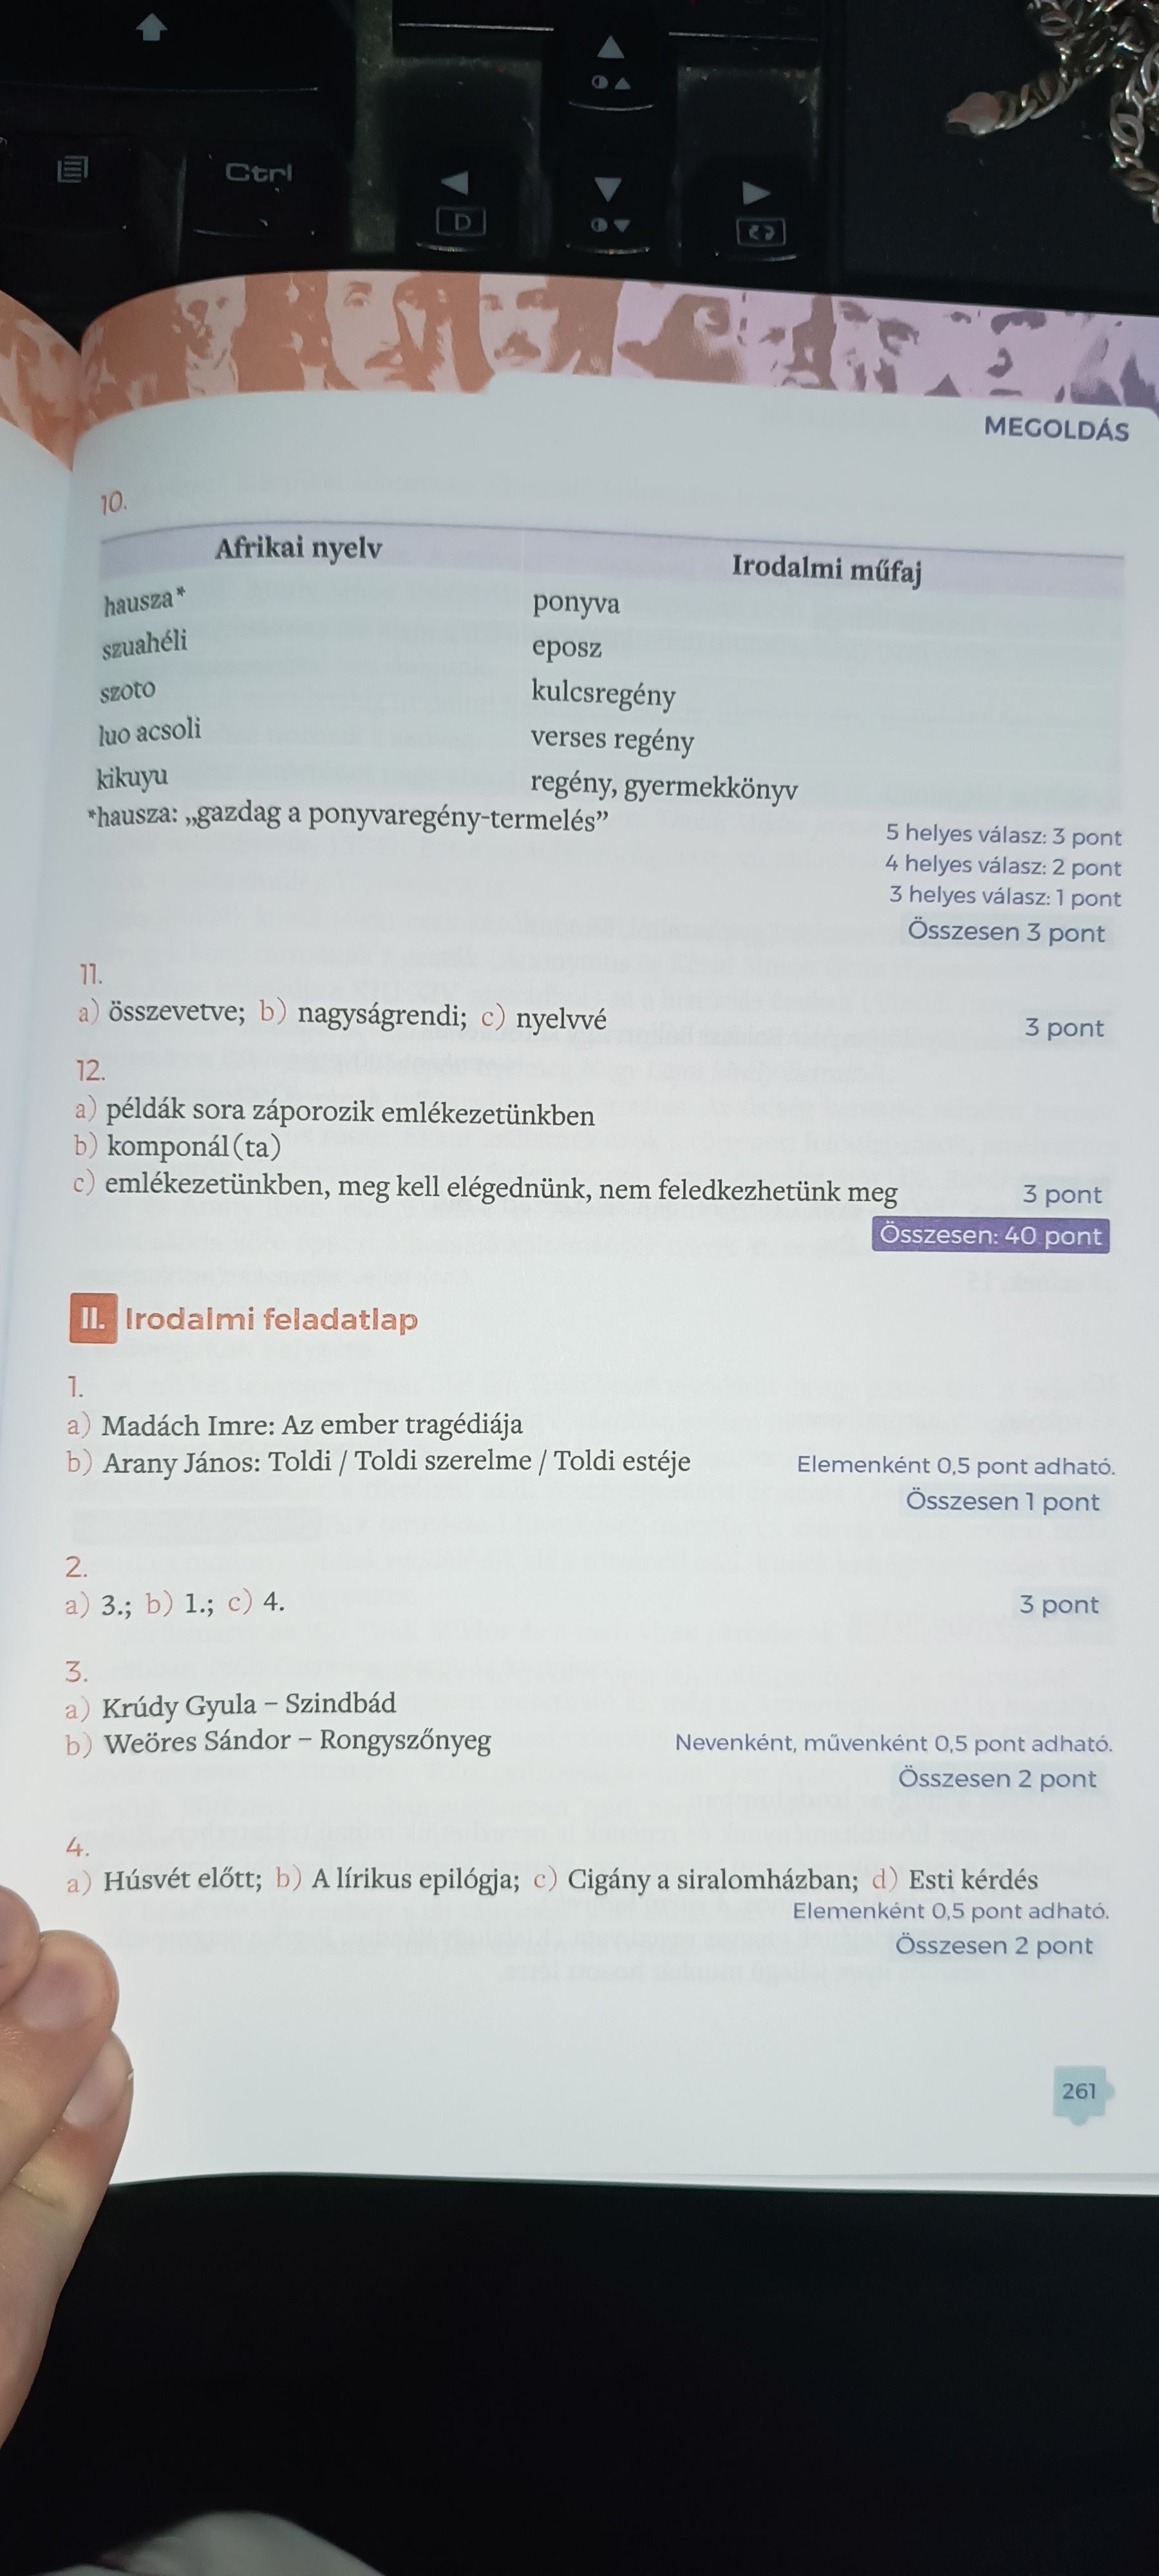 Ctrl
D
MEGOLDÁS
10.
Afrikai nyelv Irodalmi műfaj
hausza* ponyva
szuahéli eposz
szoto kulcsregény
luo acsoli verses regény
kikuyu regény, gyermekkönyv
*hausza: „gazdag a ponyvaregény-termelés”
5 helyes válasz: 3 pont
4 helyes válasz: 2 pont
3 helyes válasz: 1 pont
Összesen 3 pont
11.
a) összevetve; b) nagyságrendi; c) nyelvvé 3 pont
12.
a) példák sora záporozik emlékezetünkben
b) komponál(ta)
c) emlékezetünkben, meg kell elégednünk, nem feledkezhetünk meg 3 pont
Összesen: 40 pont
II. Irodalmi feladatlap
1.
a) Madách Imre: Az ember tragédiája
b) Arany János: Toldi / Toldi szerelme / Toldi estéje Elemenként 0,5 pont adható.
Összesen 1 pont
2.
a) 3.; b) 1.; c) 4. 3 pont
3.
a) Krúdy Gyula – Szindbád
b) Weöres Sándor – Rongyszőnyeg Nevenként, művenként 0,5 pont adható.
Összesen 2 pont
4.
a) Húsvét előtt; b) A lírikus epilógja; c) Cigány a siralomházban; d) Esti kérdés
Elemenként 0,5 pont adható.
Összesen 2 pont
261